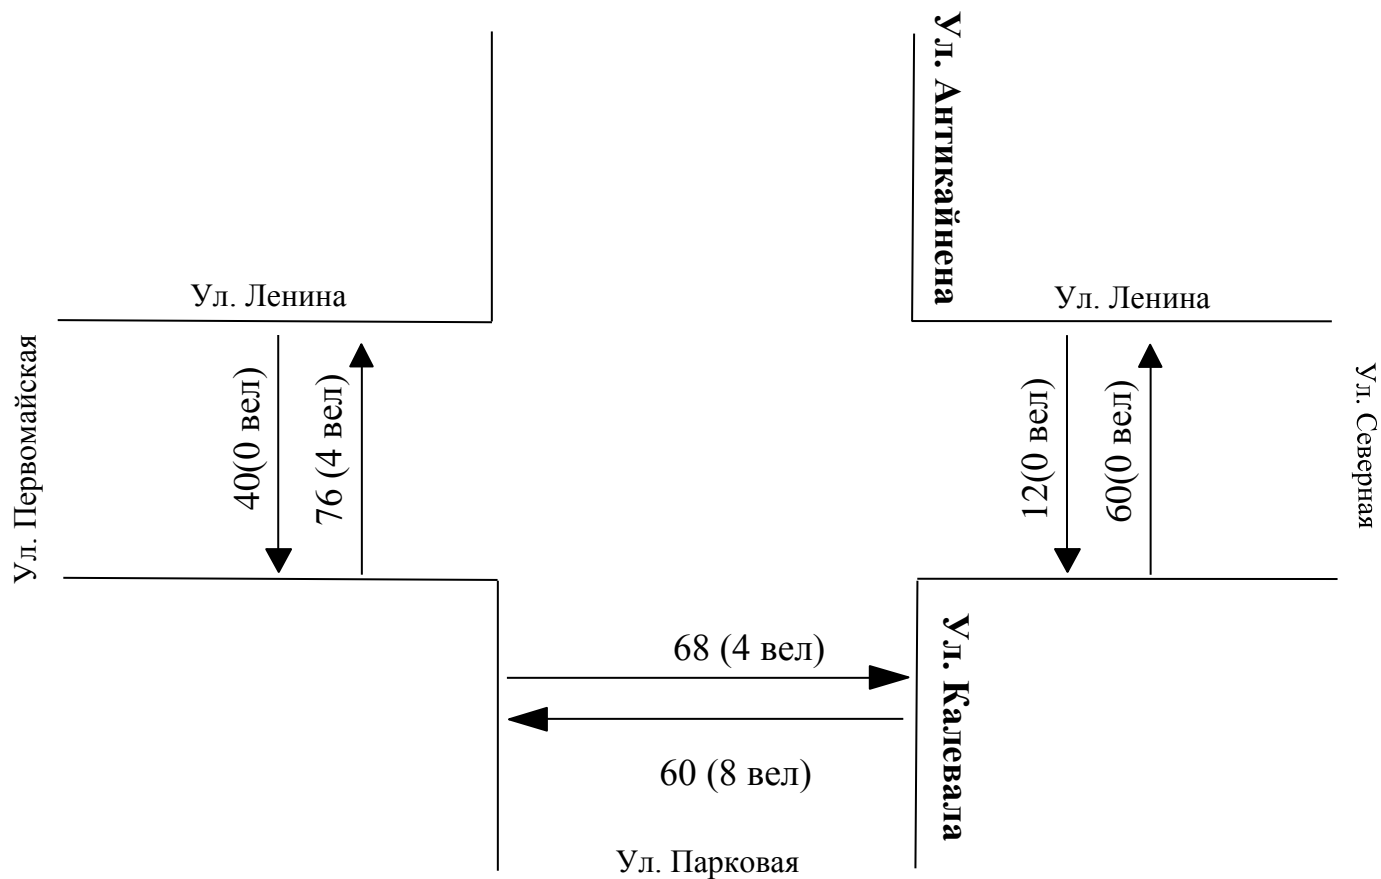 Ул. Антикайнена
Ул. Ленина
Ул. Ленина
Ул. Первомайская
40(0 вел)
76 (4 вел)
12(0 вел)
60(0 вел)
Ул. Северная
68 (4 вел)
60 (8 вел)
Ул. Калевала
Ул. Парковая